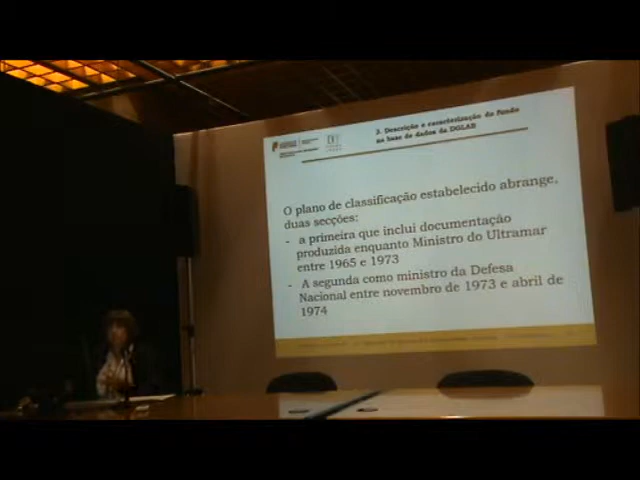 3. Descrição e caracterização do fundo
na base de dados da DGLAB
O plano de classificação estabelecido abrange,
duas secções:
- a primeira que inclui documentação
produzida enquanto Ministro do Ultramar
entre 1965 e 1973
- A segunda como ministro da Defesa
Nacional entre novembro de 1973 e abril de
1974